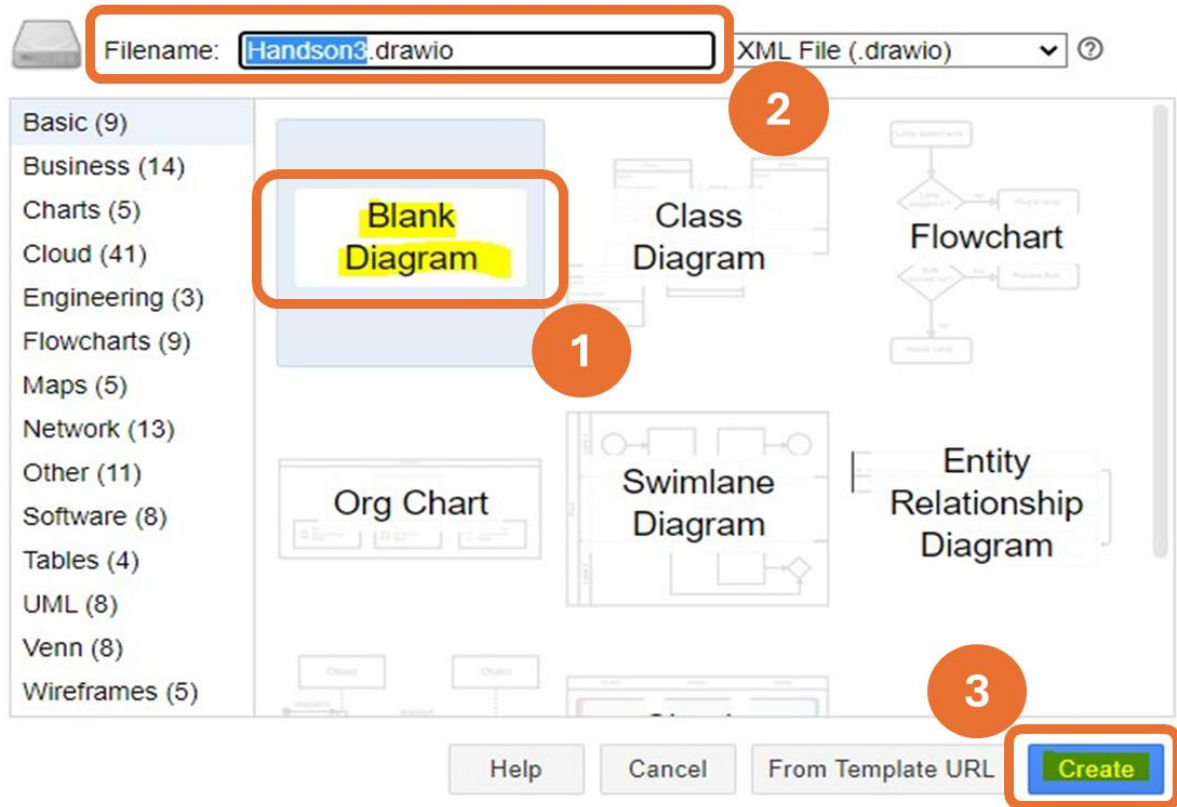 Filename: Handson3.drawio XML File (.drawio)
2
Basic (9)
Business (14)
Charts (5)
Cloud (41)
Engineering (3)
Flowcharts (9)
Maps (5)
Network (13)
Other (11)
Software (8)
Tables (4)
UML (8)
Venn (8)
Wireframes (5)
Blank
Diagram
1
Class
Diagram
Flowchart
Org Chart
Swimlane
Diagram
Entity
Relationship
Diagram
Object
Object
3
Help
Cancel
From Template URL
Create